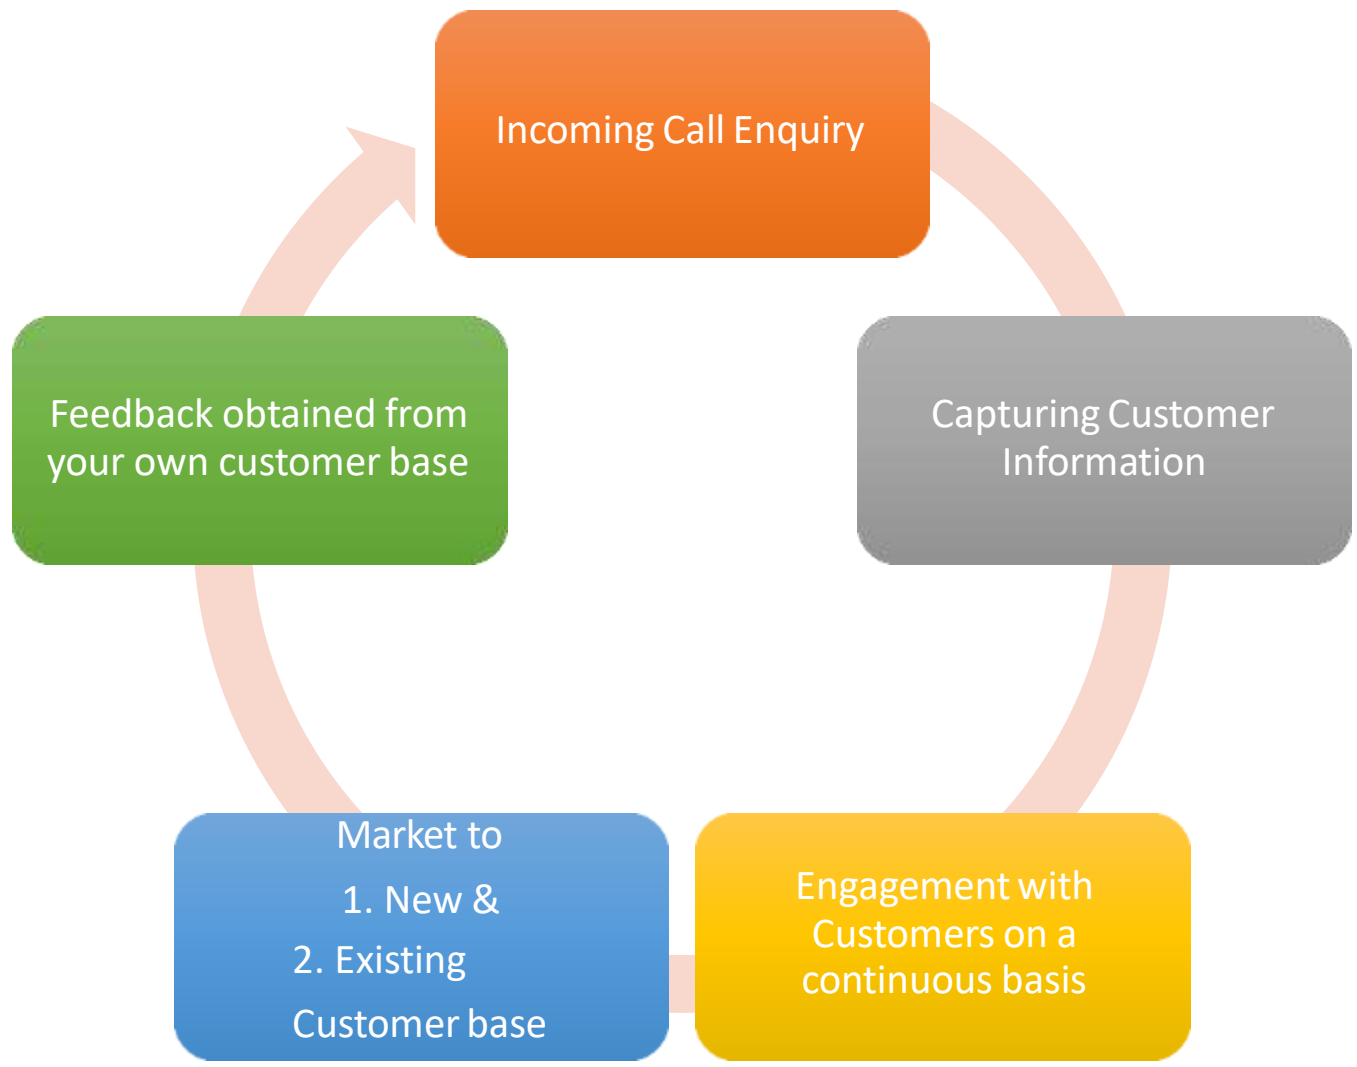 Incoming Call Enquiry
Capturing Customer
Information
Engagement with
Customers on a
continuous basis
Market to
1. New &
2. Existing
Customer base
Feedback obtained from
your own customer base